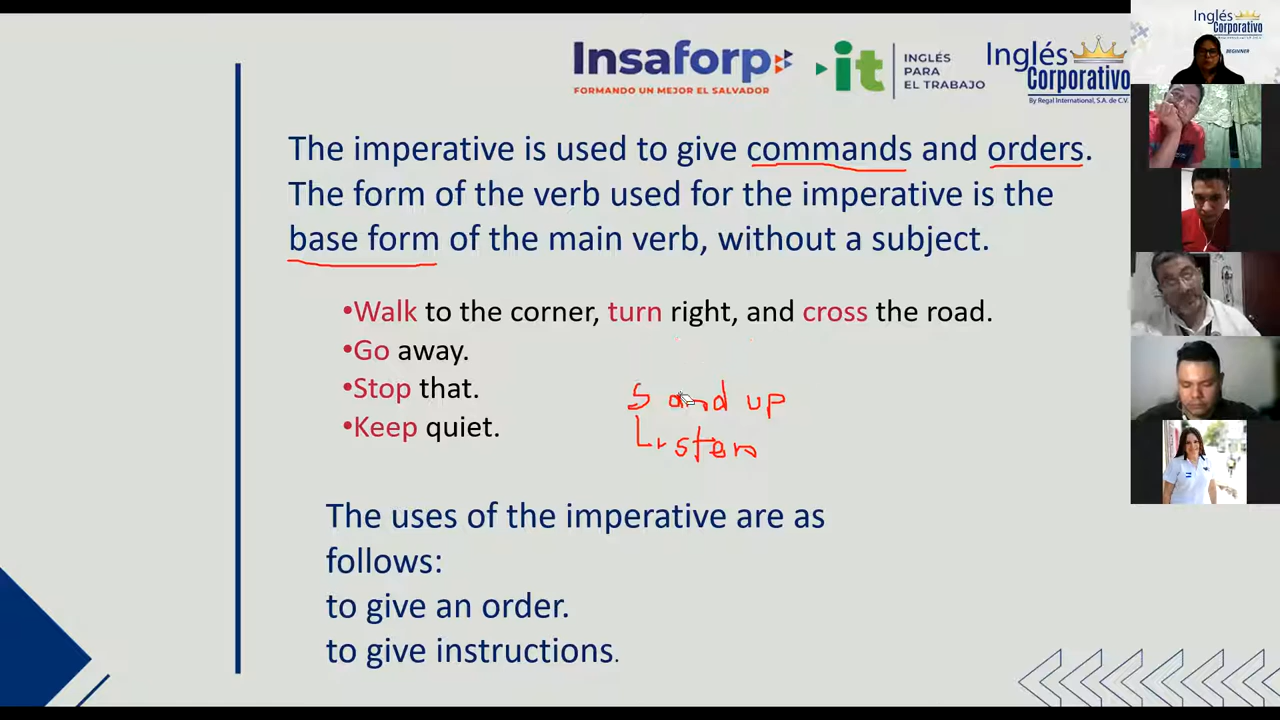 Insaforp
FORMANDO UN MEJOR EL SALVADOR
it
INGLÉS
PARA
EL TRABAJO
Inglés
Corporativo
By Regal International, S.A. de C.V.
Inglés
Corporativo
BEGINNER
The imperative is used to give commands and orders.
The form of the verb used for the imperative is the
base form of the main verb, without a subject.
•Walk to the corner, turn right, and cross the road.
•Go away.
•Stop that.
•Keep quiet.
S and up
Listen
The uses of the imperative are as
follows:
to give an order.
to give instructions.